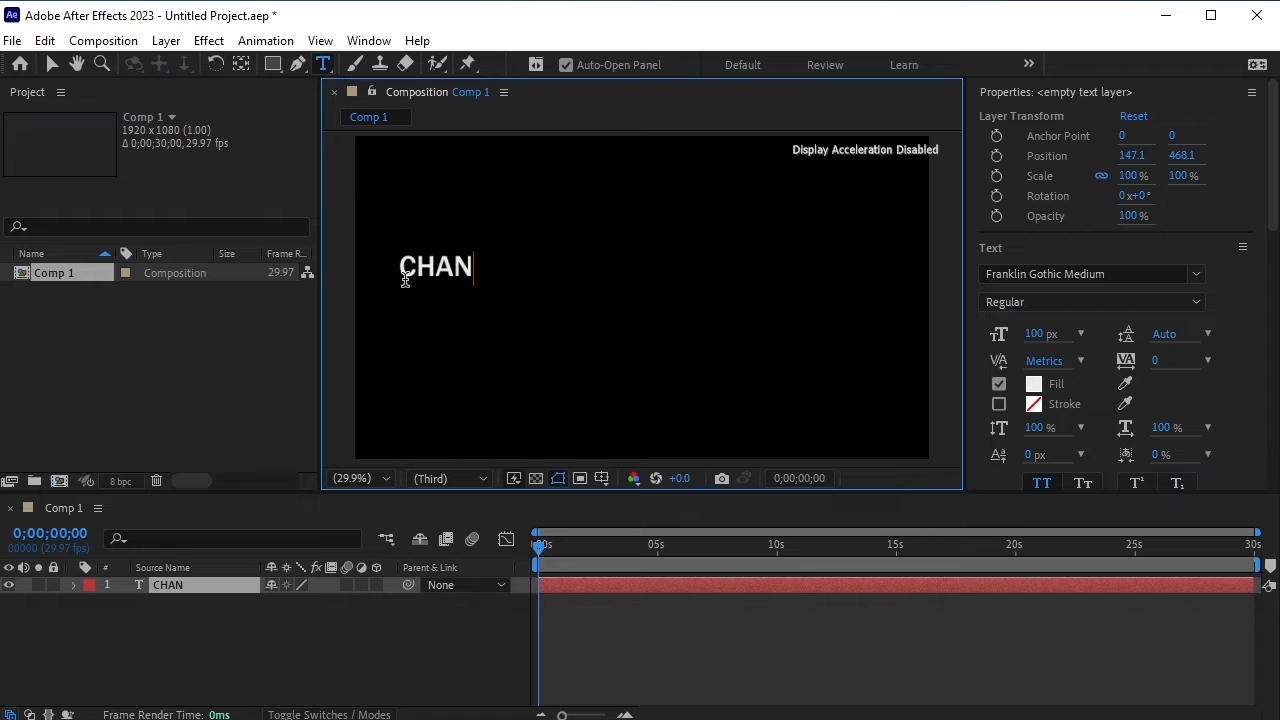 Adobe After Effects 2023 - Untitled Project.aep *
File Edit Composition Layer Effect Animation View Window Help
Auto-Open Panel Default Review Learn
Project
Comp 1
1920 x 1080 (1.00)
Δ 0;00;30;00, 29.97 fps
Name Type Size Frame R...
Comp 1 Composition 29.97
8 bpc
Composition Comp 1
Comp 1
Display Acceleration Disabled
CHAN
(29.9%) (Third) +0.0 0;00;00;00
Properties: <empty text layer>
Layer Transform Reset
Anchor Point 0 0
Position 147.1 468.1
Scale 100 % 100 %
Rotation 0x+0°
Opacity 100 %
Text
Franklin Gothic Medium
Regular
100 px Auto
Metrics 0
Fill
Stroke
100 % 100 %
0 px 0 %
TT TT T¹ T₁
Comp 1
0;00;00;00
00000 (29.97 fps)
:00s 05s 10s 15s 20s 25s 30s
# Source Name Parent & Link
1 T CHAN None
Frame Render Time: 0ms Toggle Switches / Modes